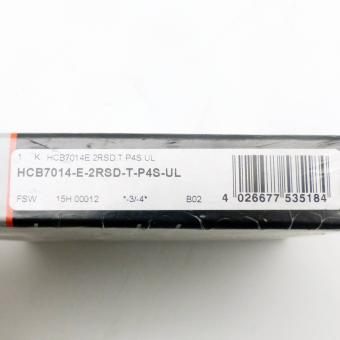 1 K HCB7014E.2RSD.T.P4S.UL
HCB7014-E-2RSD-T-P4S-UL
FSW 15H 00012 *-3/-4* B02
4 026677 535184